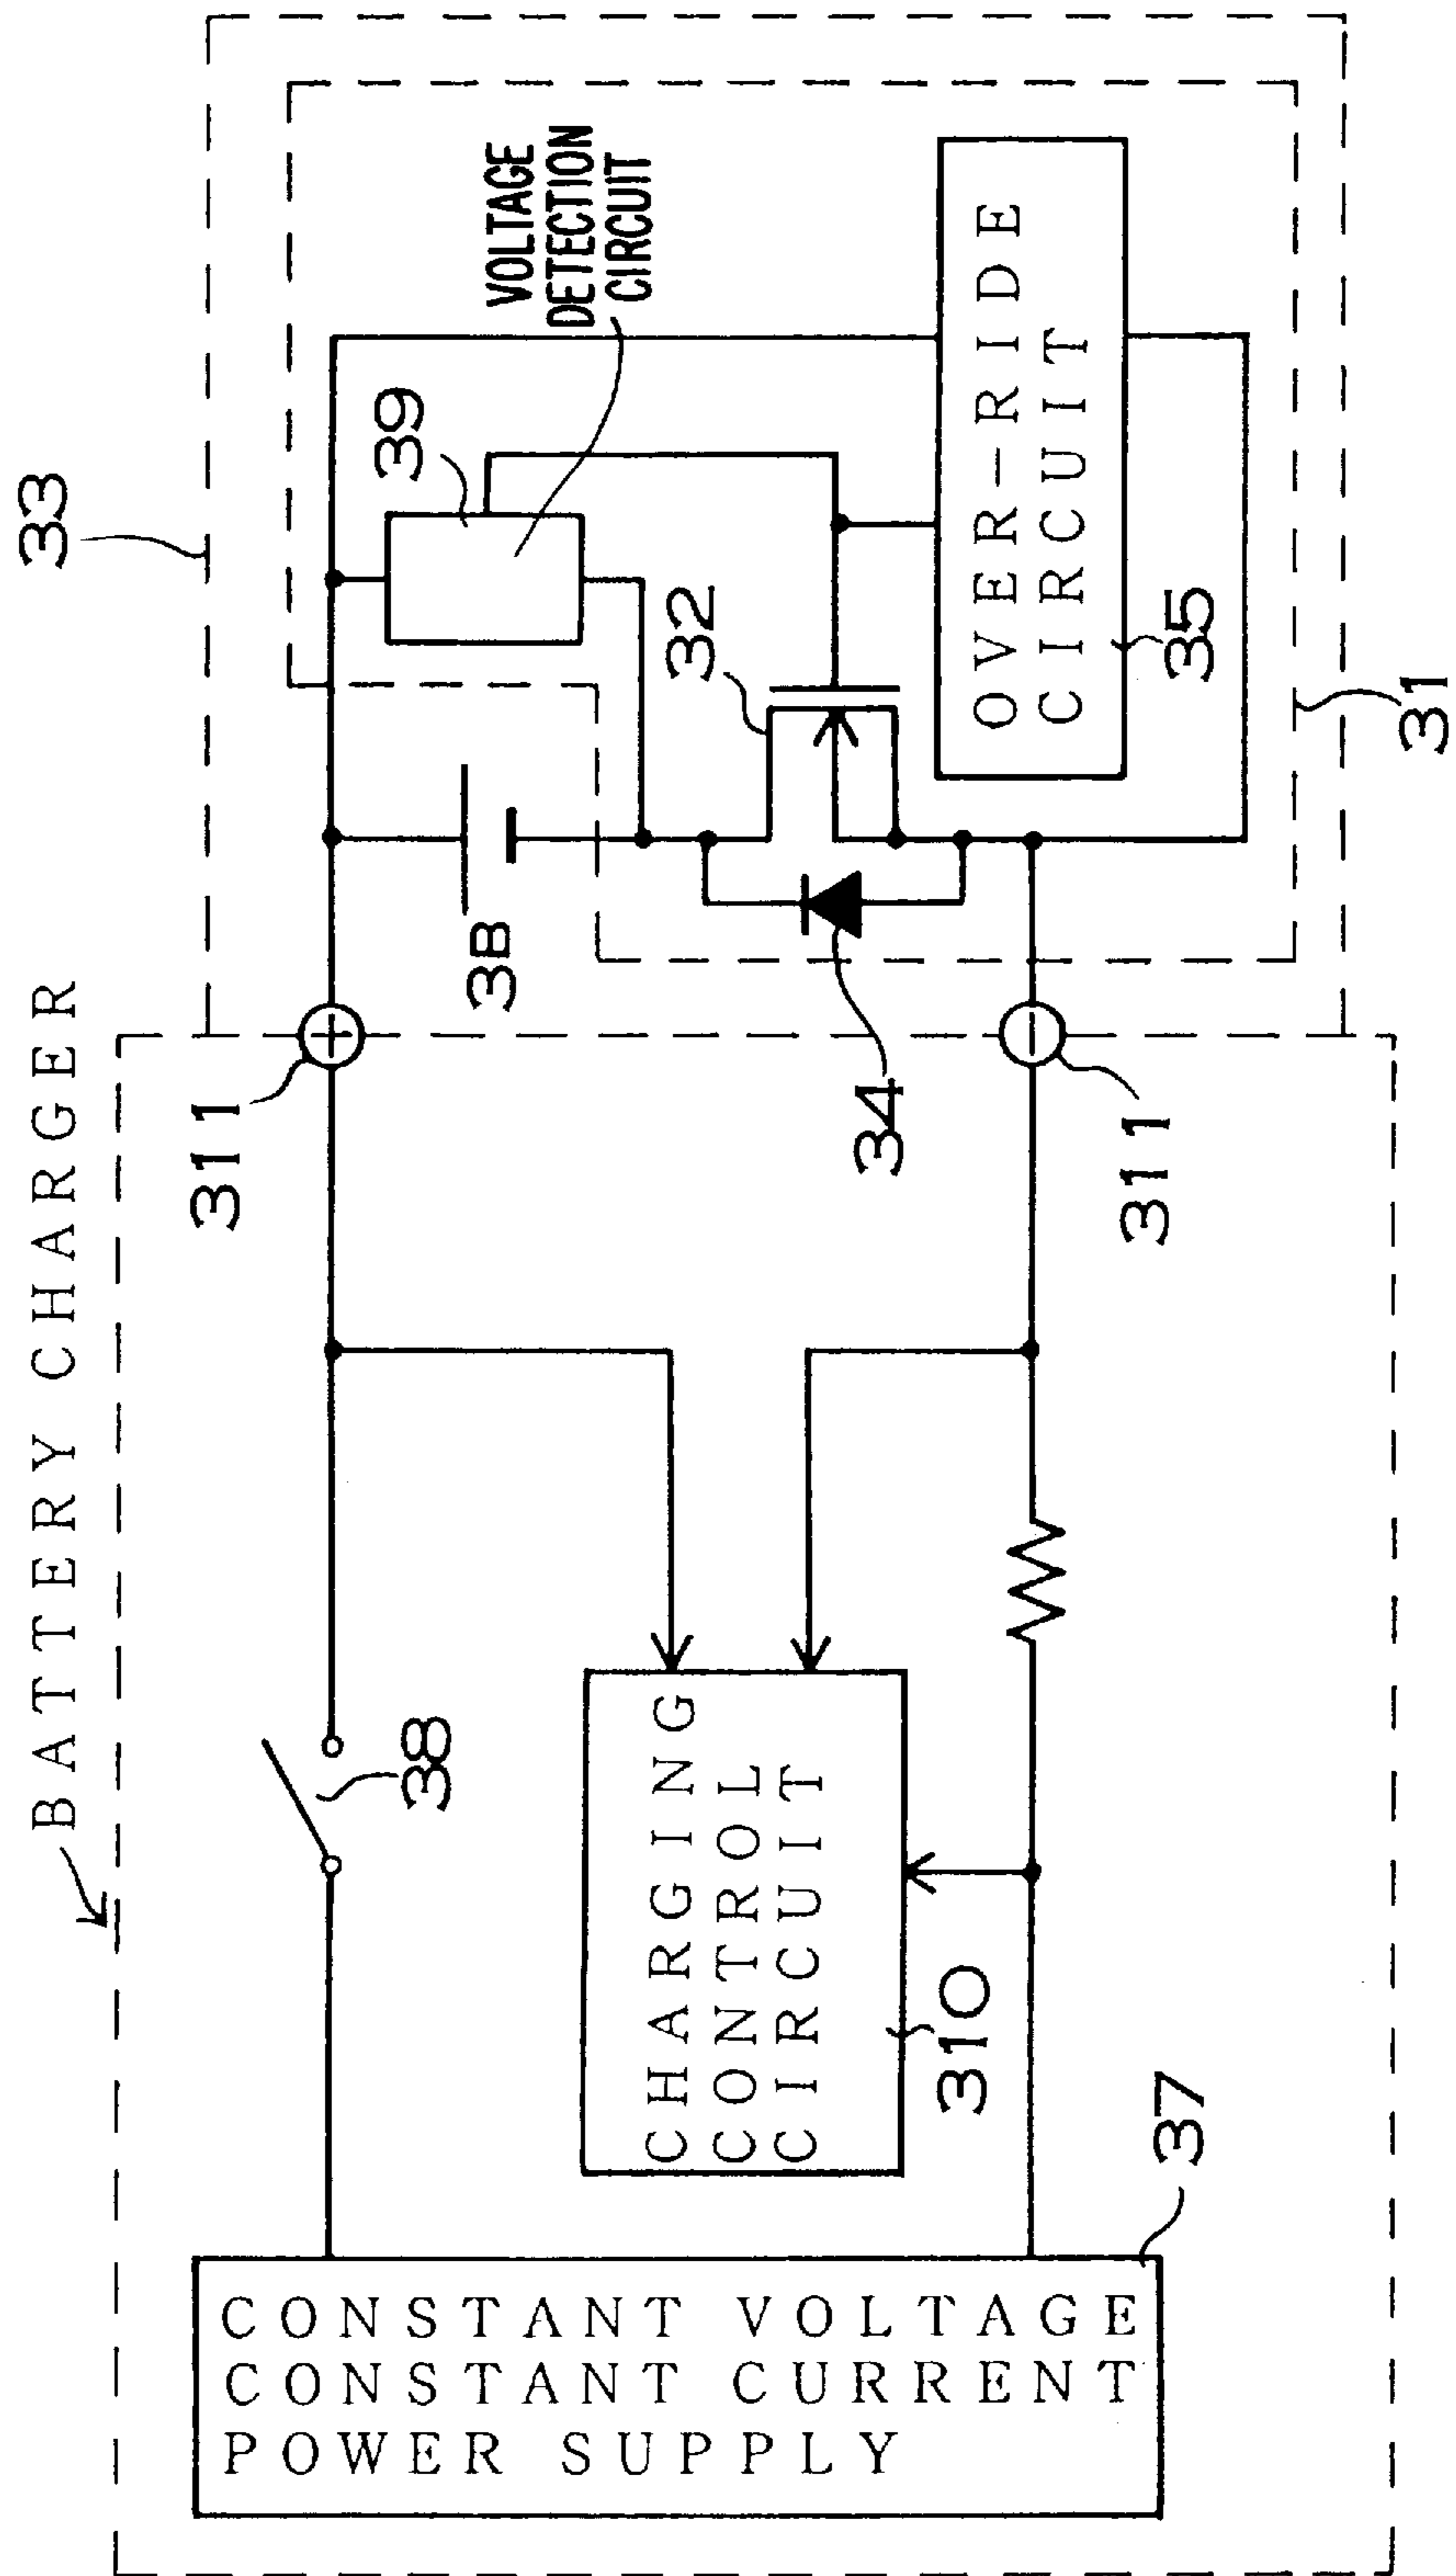 BATTERY CHARGER
33
CONSTANT VOLTAGE
CONSTANT CURRENT
POWER SUPPLY
37
38
CHARGING
CONTROL
CIRCUIT
310
311
311
3B
34
32
39
VOLTAGE
DETECTION
CIRCUIT
OVER-RIDE
CIRCUIT
35
31